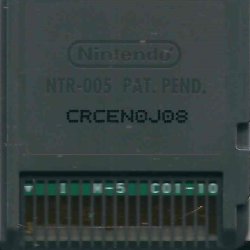 Nintendo
NTR-005 PAT. PEND.
CRCEN0J08
▼ I M-5 C01-10